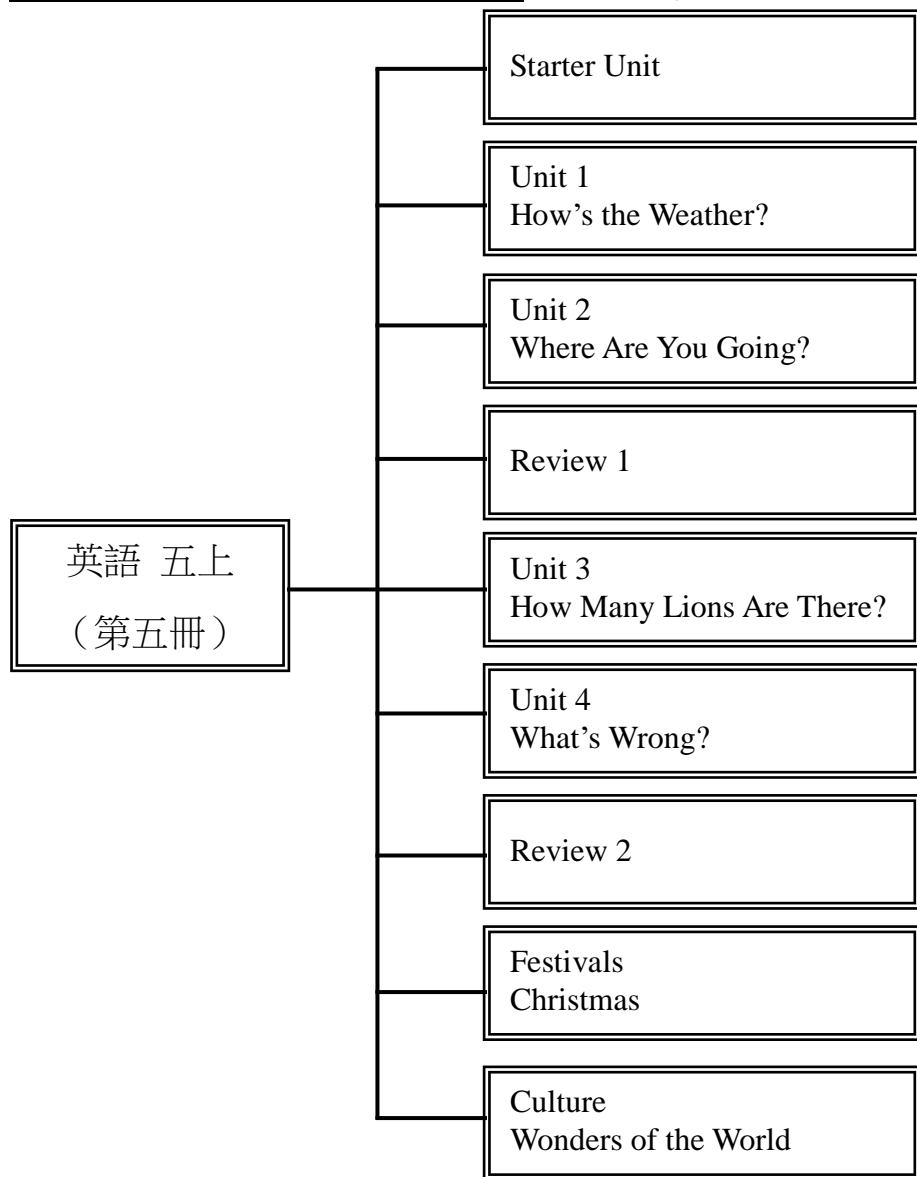 Starter Unit
Unit 1
How’s the Weather?
Unit 2
Where Are You Going?
Review 1
英語 五上
（第五冊）
Unit 3
How Many Lions Are There?
Unit 4
What’s Wrong?
Review 2
Festivals
Christmas
Culture
Wonders of the World